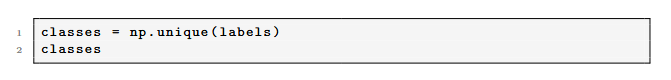 1 classes = np.unique(labels)
2 classes